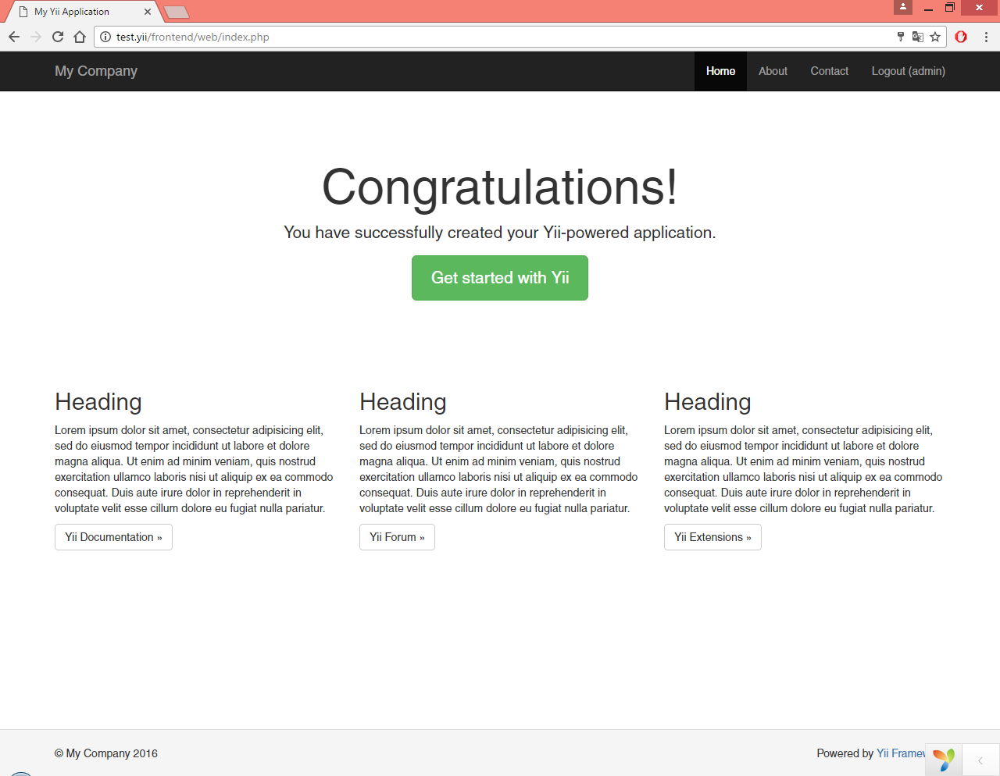 My Yii Application
test.yii/frontend/web/index.php
My Company
Home About Contact Logout (admin)
Congratulations!
You have successfully created your Yii-powered application.
Get started with Yii
Heading
Lorem ipsum dolor sit amet, consectetur adipisicing elit,
sed do eiusmod tempor incididunt ut labore et dolore
magna aliqua. Ut enim ad minim veniam, quis nostrud
exercitation ullamco laboris nisi ut aliquip ex ea commodo
consequat. Duis aute irure dolor in reprehenderit in
voluptate velit esse cillum dolore eu fugiat nulla pariatur.
Yii Documentation »
Heading
Lorem ipsum dolor sit amet, consectetur adipisicing elit,
sed do eiusmod tempor incididunt ut labore et dolore
magna aliqua. Ut enim ad minim veniam, quis nostrud
exercitation ullamco laboris nisi ut aliquip ex ea commodo
consequat. Duis aute irure dolor in reprehenderit in
voluptate velit esse cillum dolore eu fugiat nulla pariatur.
Yii Forum »
Heading
Lorem ipsum dolor sit amet, consectetur adipisicing elit,
sed do eiusmod tempor incididunt ut labore et dolore
magna aliqua. Ut enim ad minim veniam, quis nostrud
exercitation ullamco laboris nisi ut aliquip ex ea commodo
consequat. Duis aute irure dolor in reprehenderit in
voluptate velit esse cillum dolore eu fugiat nulla pariatur.
Yii Extensions »
© My Company 2016
Powered by Yii